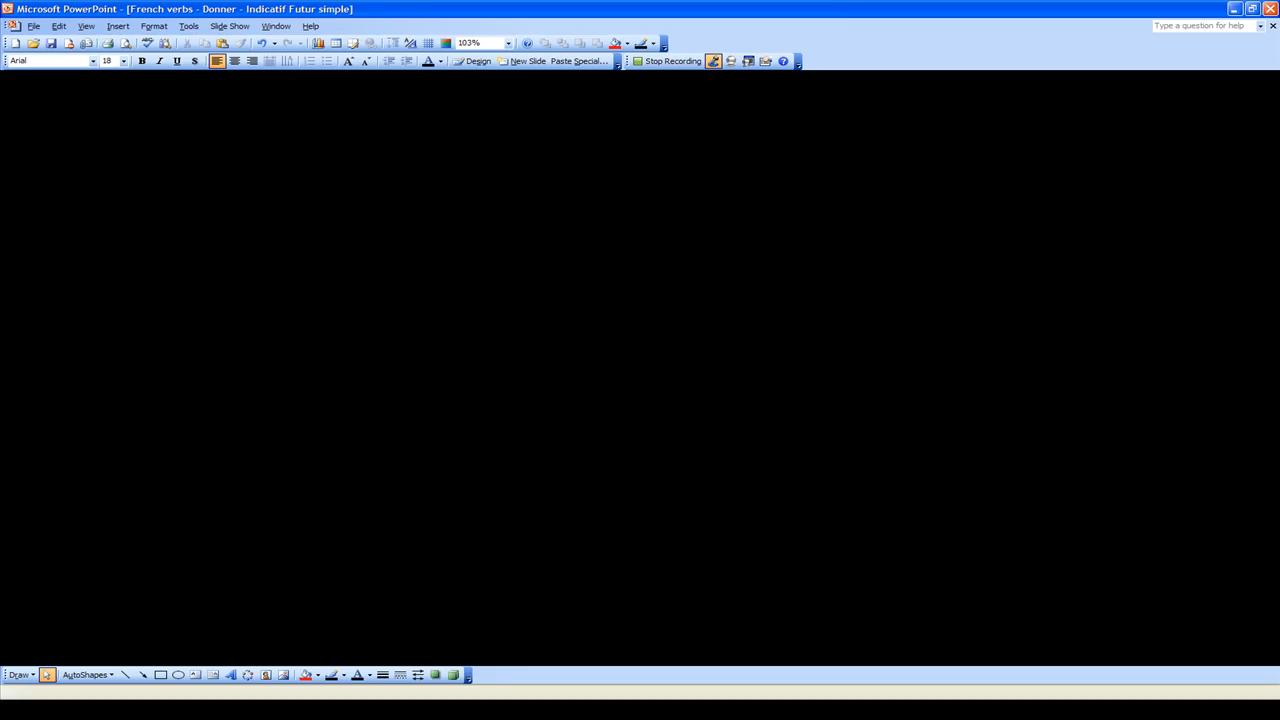 Microsoft PowerPoint - [French verbs - Donner - Indicatif Futur simple]
File Edit View Insert Format Tools Slide Show Window Help Type a question for help
103%
Arial 18 B I U S A A A Design New Slide Paste Special... Stop Recording
Draw AutoShapes A